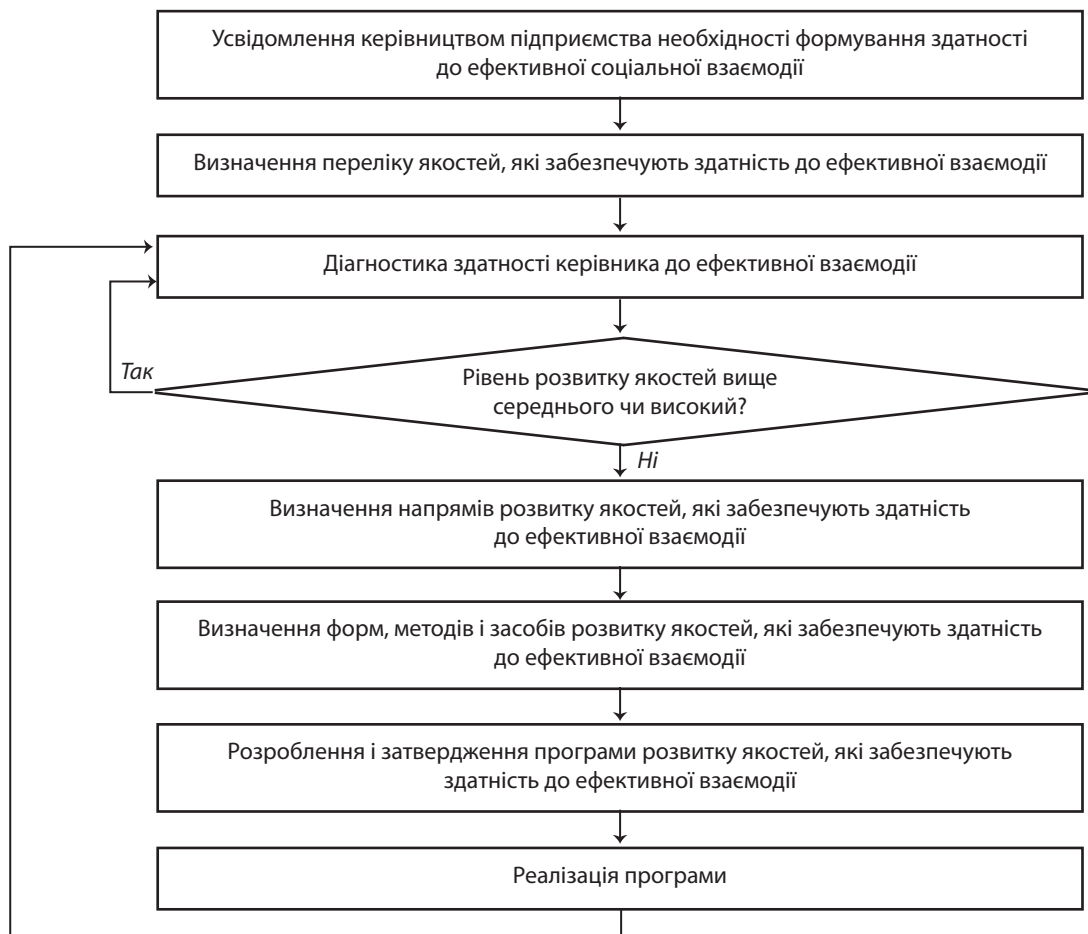 Усвідомлення керівництвом підприємства необхідності формування здатності
до ефективної соціальної взаємодії
Визначення переліку якостей, які забезпечують здатність до ефективної взаємодії
Діагностика здатності керівника до ефективної взаємодії
Так
Рівень розвитку якостей вище
середнього чи високий?
Ні
Визначення напрямів розвитку якостей, які забезпечують здатність
до ефективної взаємодії
Визначення форм, методів і засобів розвитку якостей, які забезпечують здатність
до ефективної взаємодії
Розроблення і затвердження програми розвитку якостей, які забезпечують
здатність до ефективної взаємодії
Реалізація програми